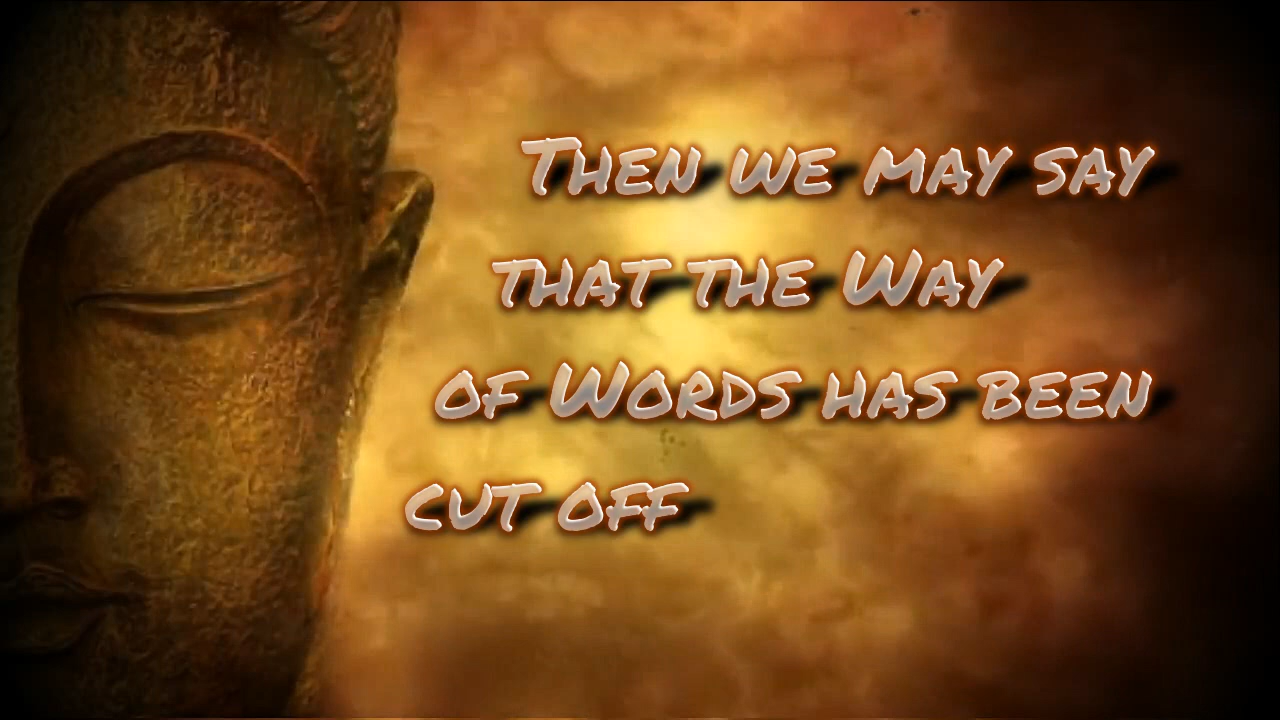 Then we may say
that the Way
of Words has been
cut off